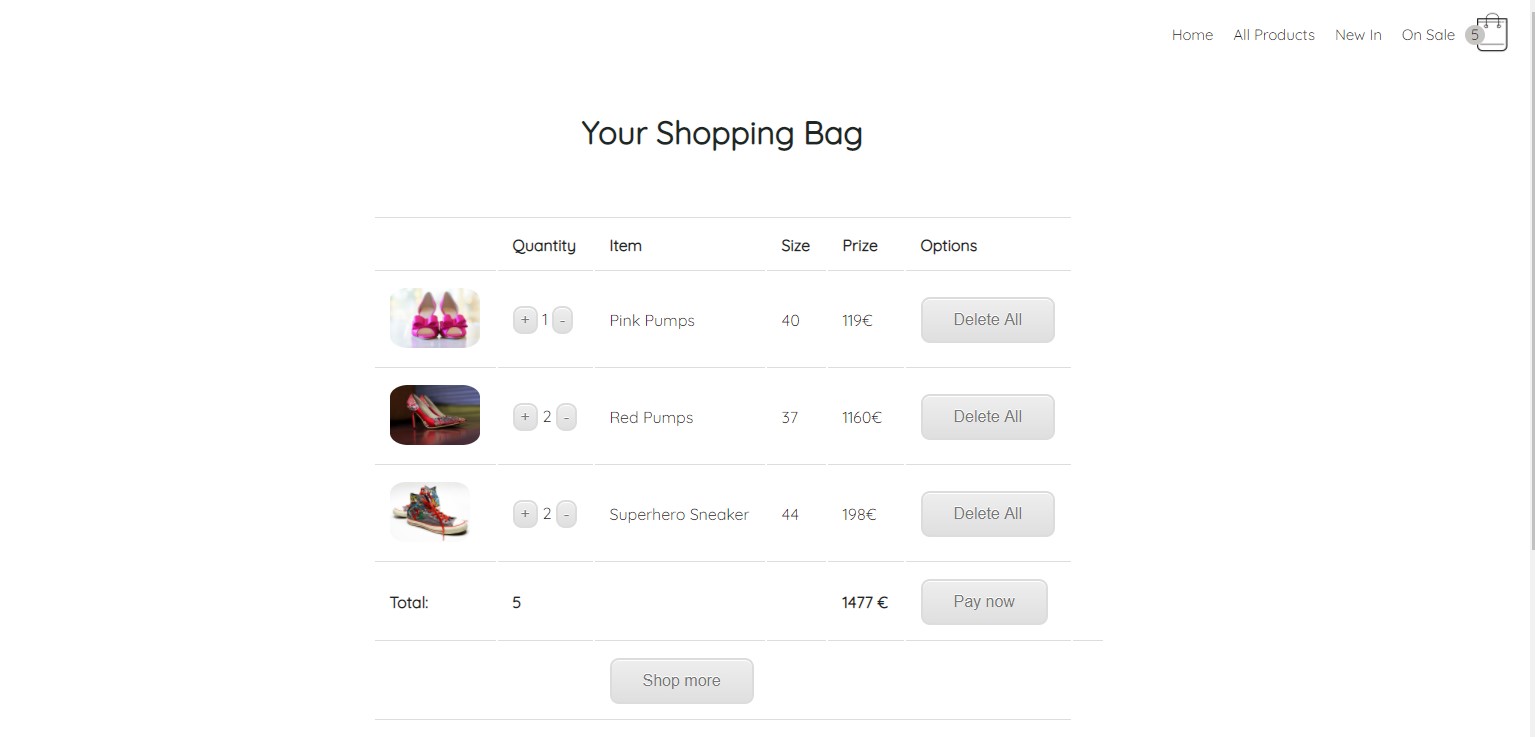 Home All Products New In On Sale 5
Your Shopping Bag
Quantity Item Size Prize Options
+ 1 - Pink Pumps 40 119€ Delete All
+ 2 - Red Pumps 37 1160€ Delete All
+ 2 - Superhero Sneaker 44 198€ Delete All
Total: 5 1477 € Pay now
Shop more